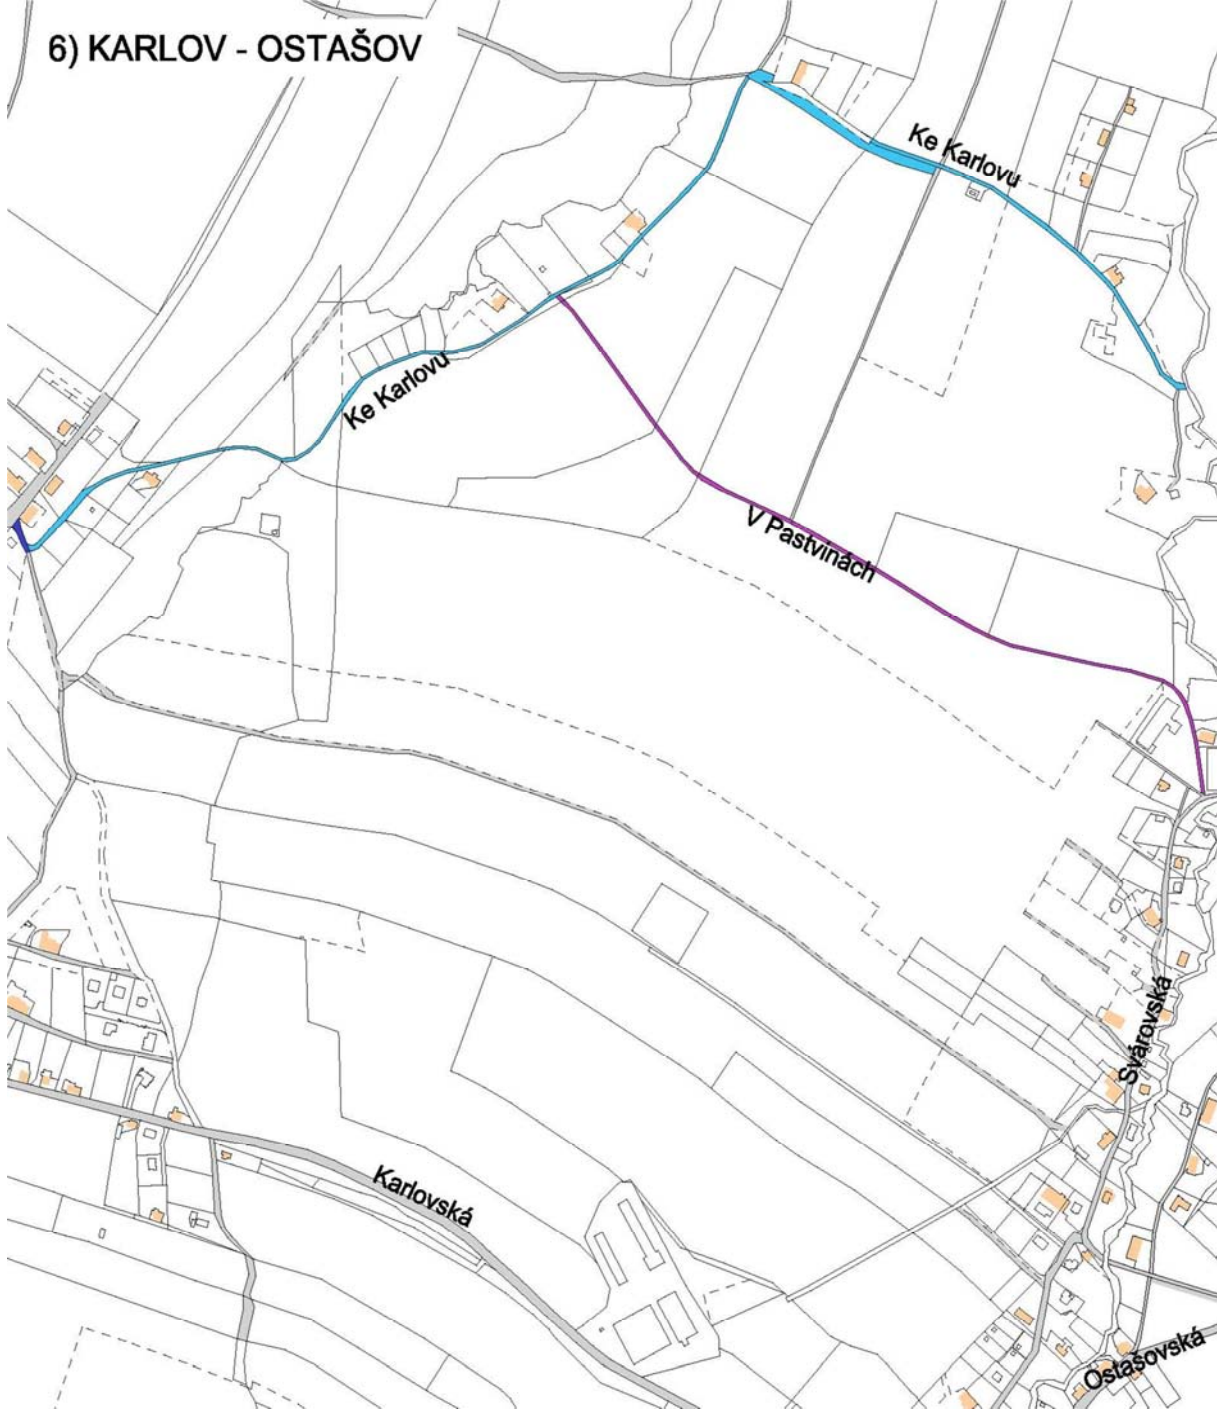 6) KARLOV - OSTAŠOV
Ke Karlovu
Ke Karlovu
V Pastvinách
Svárovská
Karlovská
Ostašovská